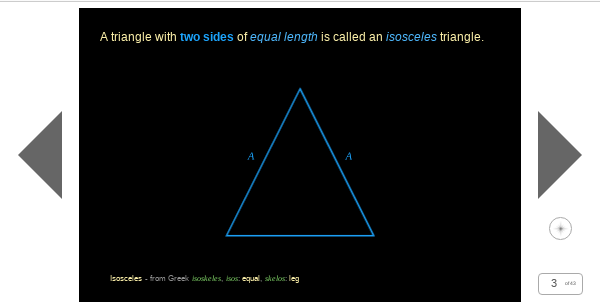 A triangle with two sides of equal length is called an isosceles triangle.
A A
Isosceles - from Greek isoskeles, isos: equal, skelos: leg
3 of 43